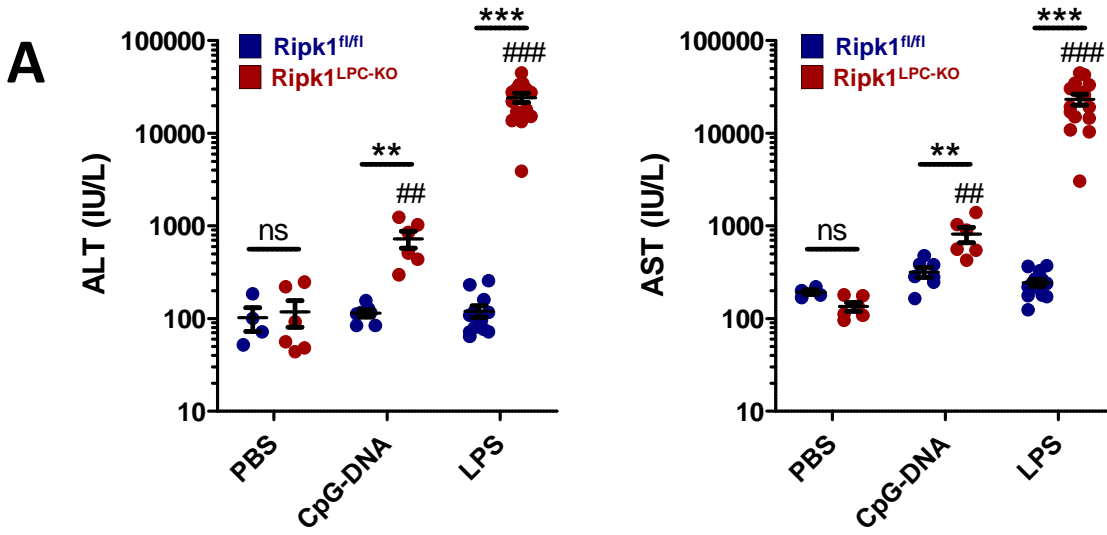 A
ALT (IU/L)
100000
10000
1000
100
10
Ripk1fl/fl
Ripk1LPC-KO
ns
**
##
***
###
PBS
CpG-DNA
LPS
AST (IU/L)
100000
10000
1000
100
10
Ripk1fl/fl
Ripk1LPC-KO
ns
**
##
***
###
PBS
CpG-DNA
LPS